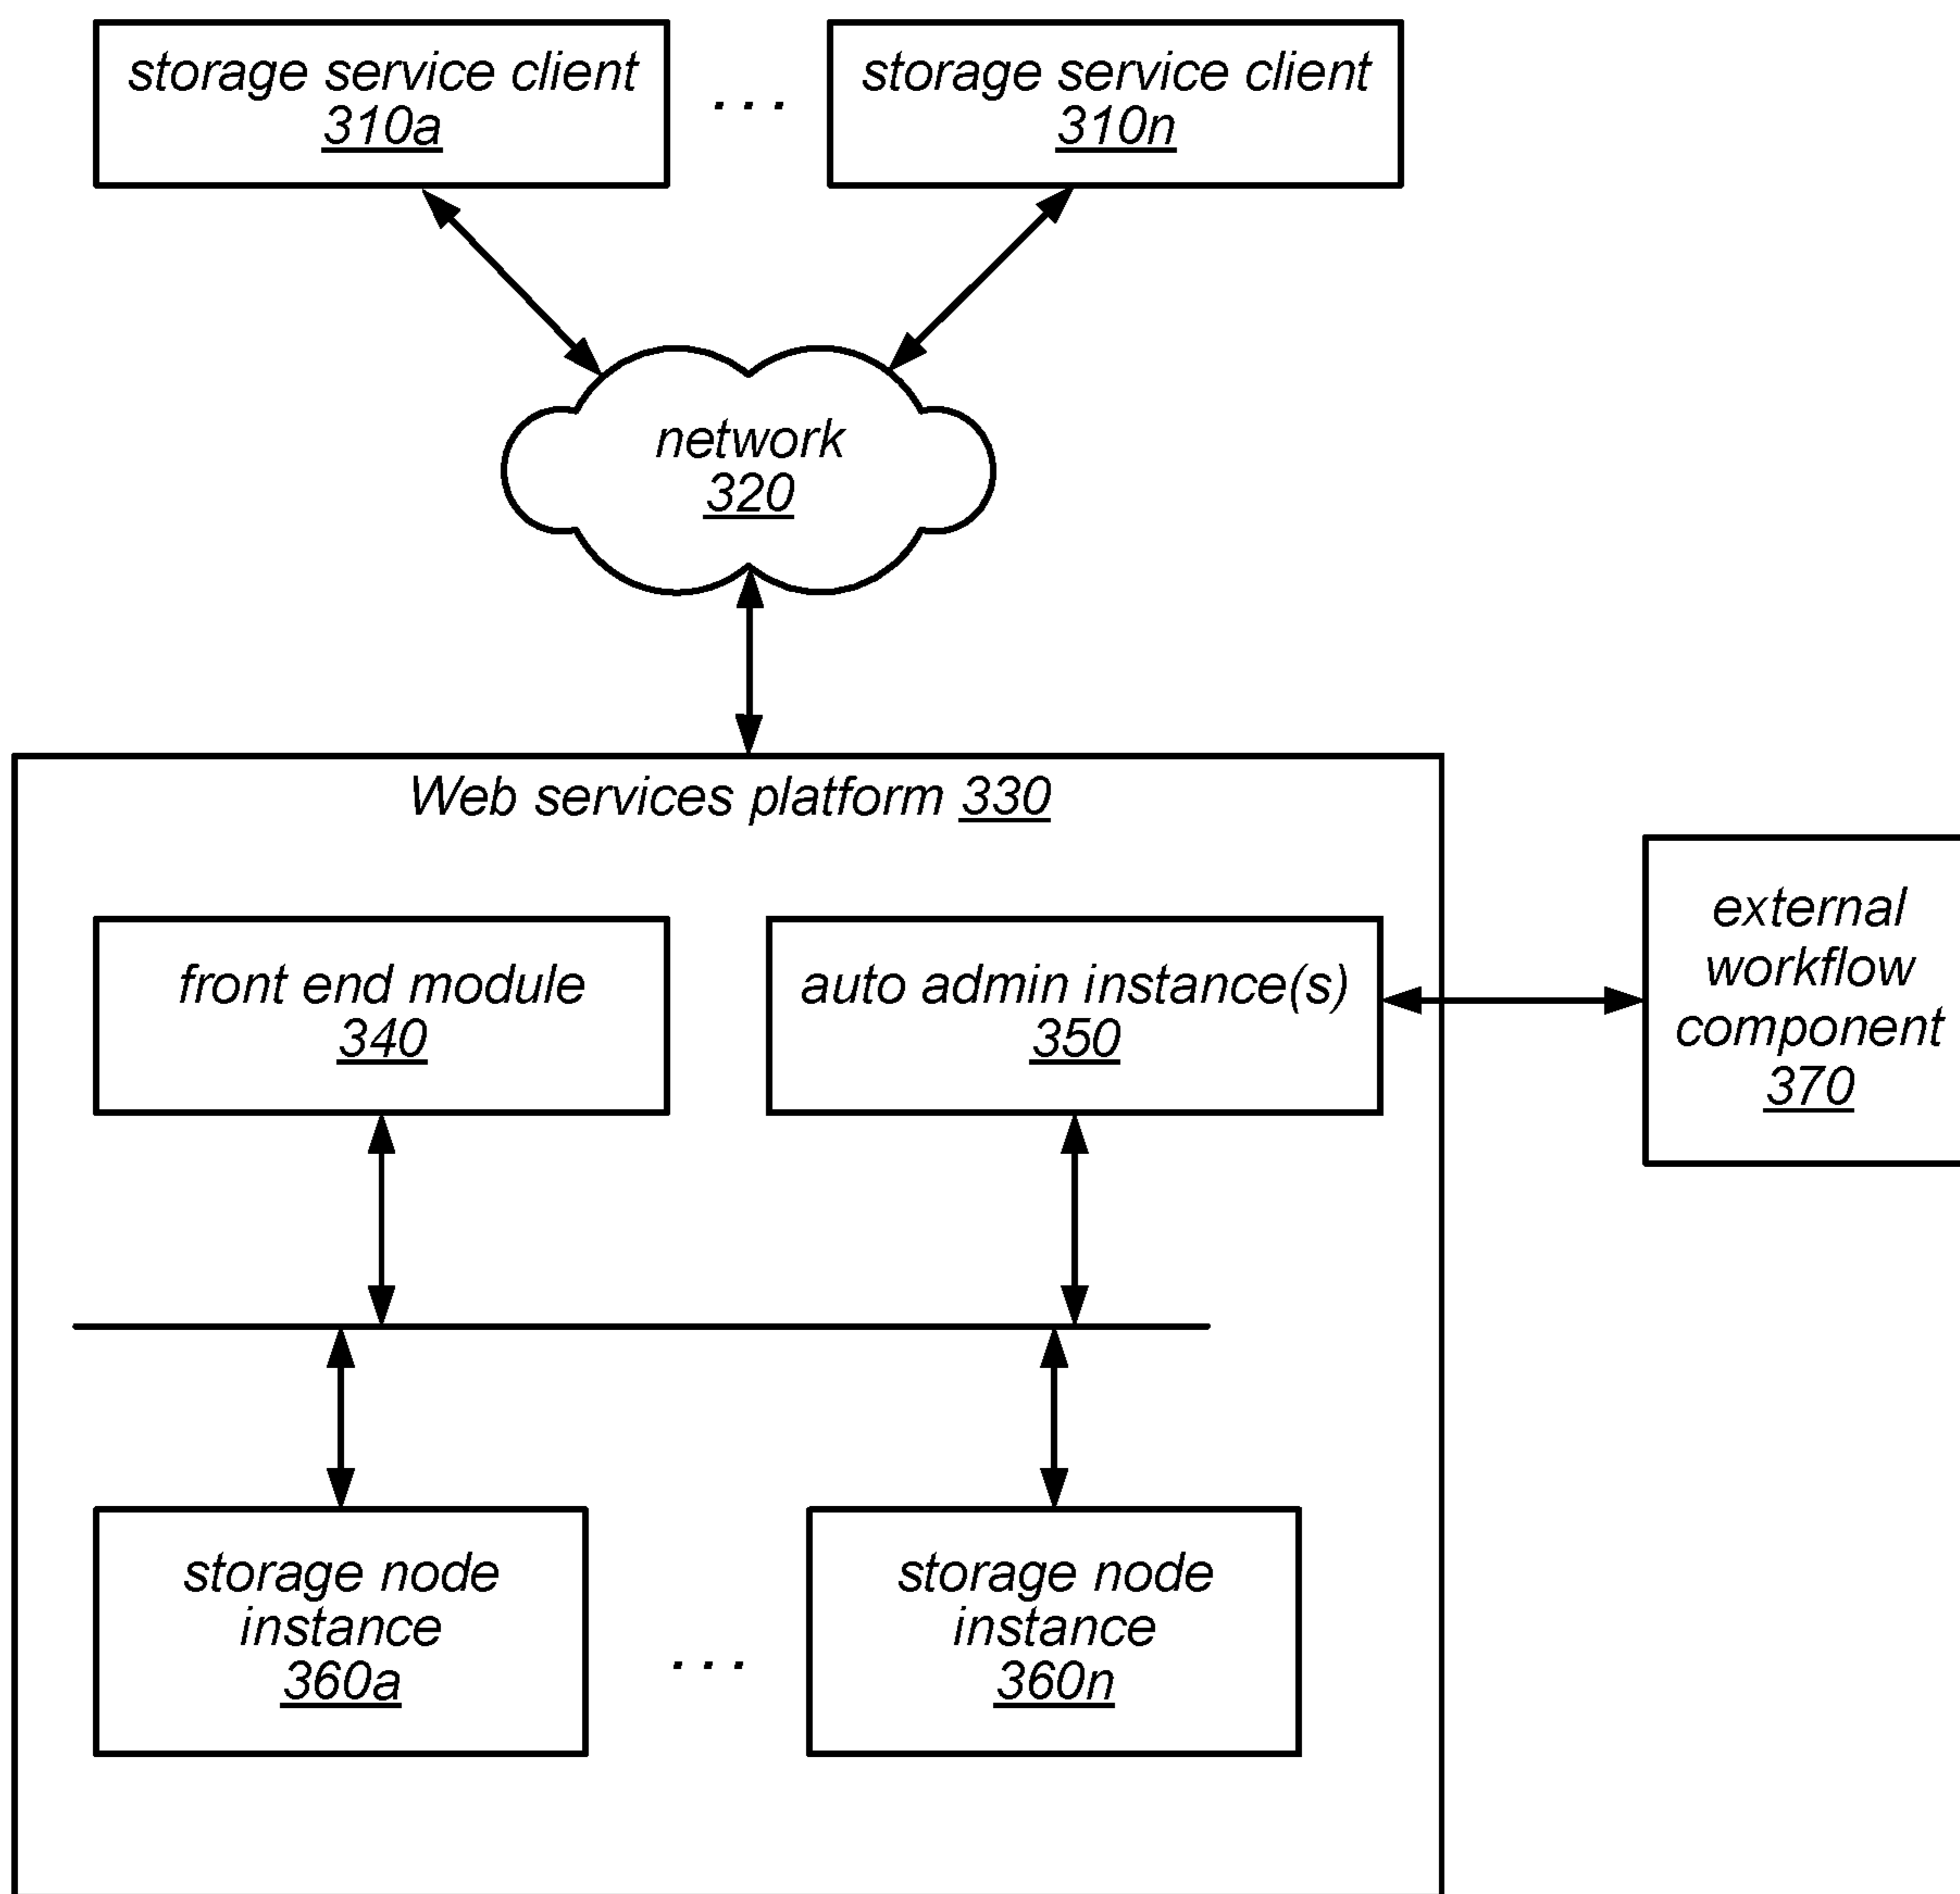 storage service client
310a
. . .
storage service client
310n
network
320
Web services platform 330
front end module
340
auto admin instance(s)
350
external
workflow
component
370
storage node
instance
360a
. . .
storage node
instance
360n